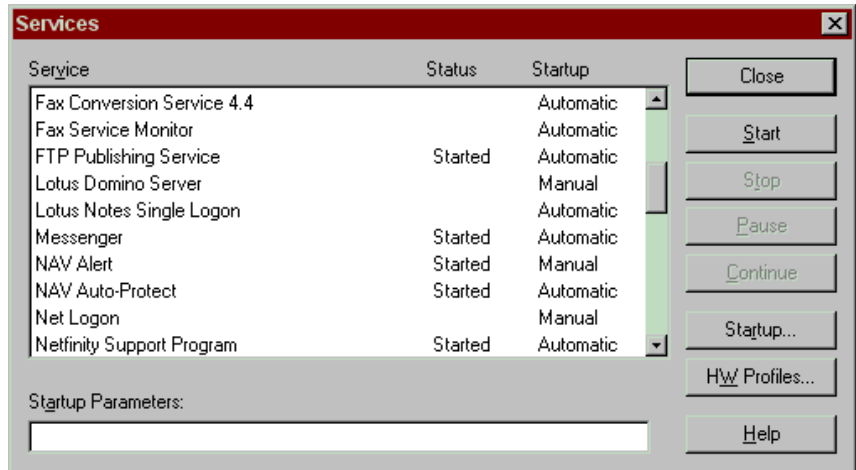 Services
Service Status Startup
Fax Conversion Service 4.4 Automatic
Fax Service Monitor Automatic
FTP Publishing Service Started Automatic
Lotus Domino Server Manual
Lotus Notes Single Logon Automatic
Messenger Started Automatic
NAV Alert Started Manual
NAV Auto-Protect Started Automatic
Net Logon Manual
Netfinity Support Program Started Automatic
Startup Parameters:
Close
Start
Stop
Pause
Continue
Startup...
HW Profiles...
Help